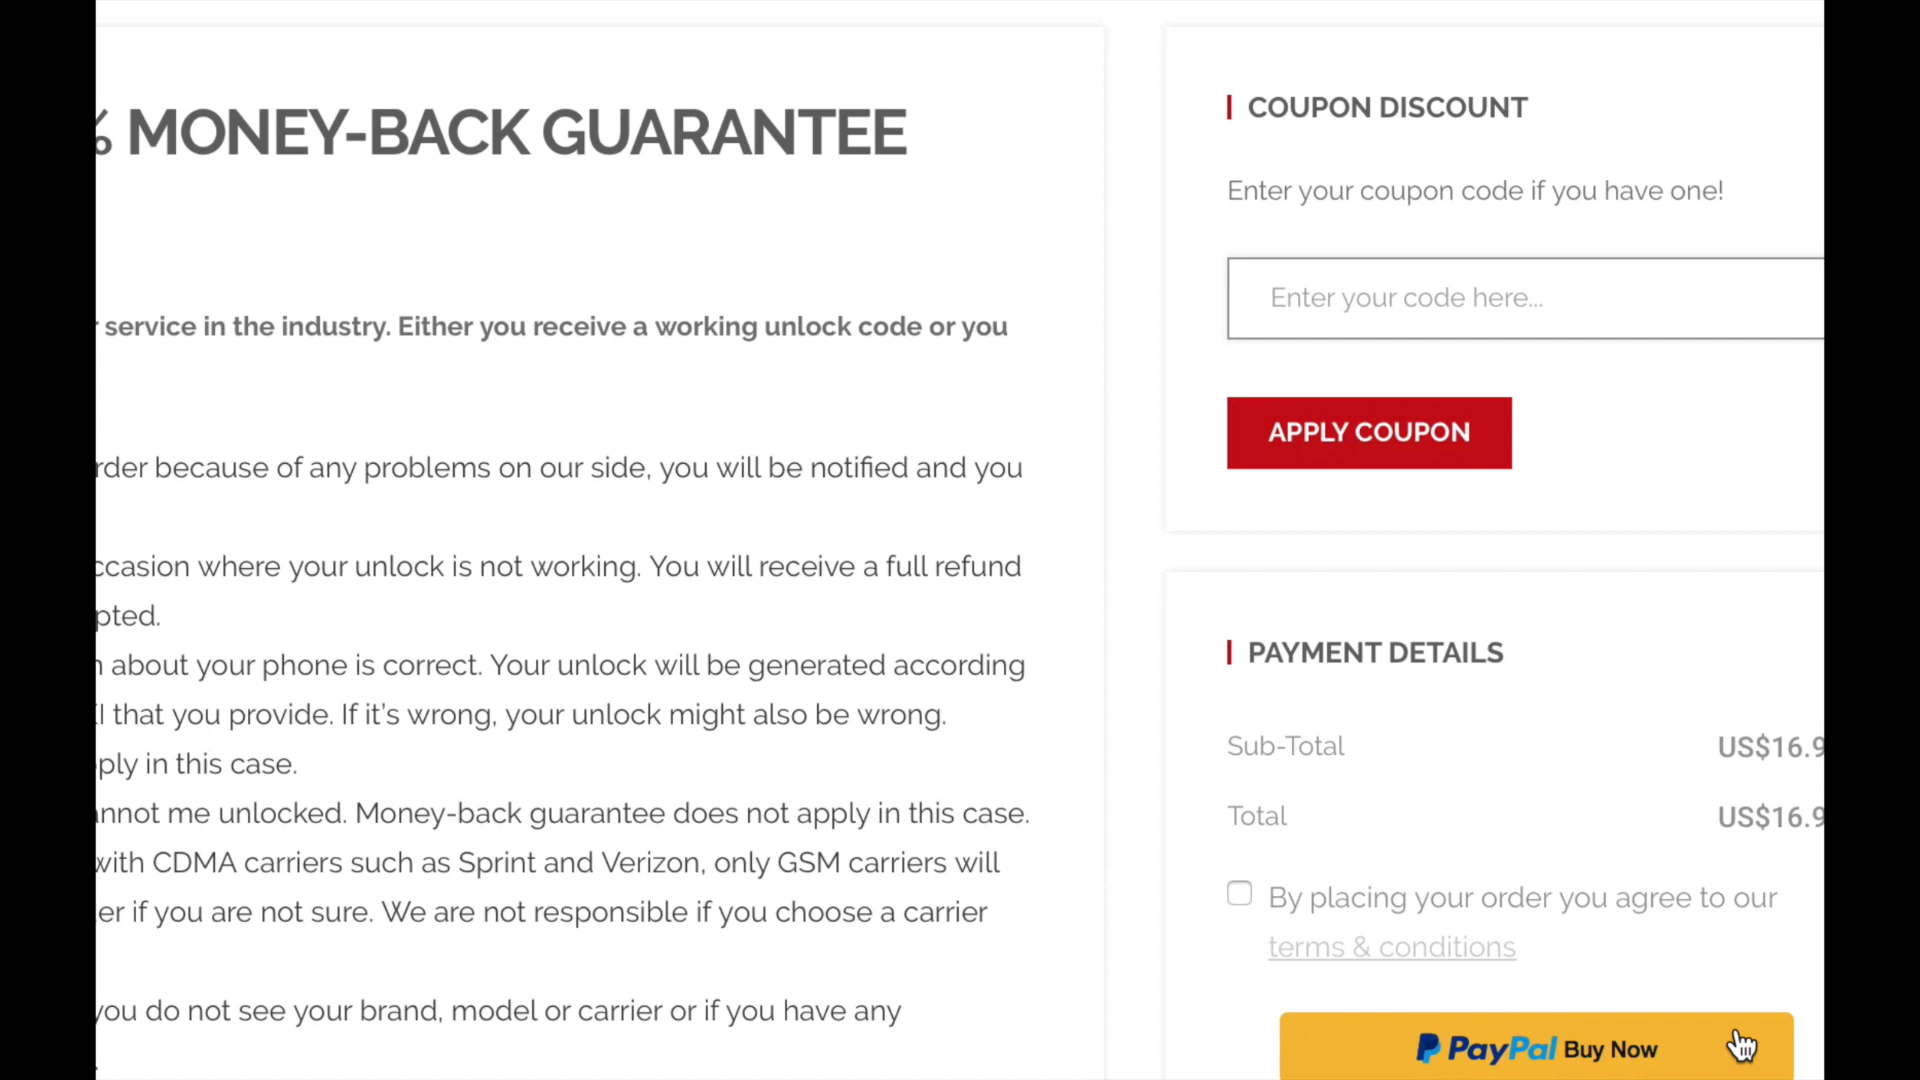 % MONEY-BACK GUARANTEE
service in the industry. Either you receive a working unlock code or you
rder because of any problems on our side, you will be notified and you
ccasion where your unlock is not working. You will receive a full refund
pted.
about your phone is correct. Your unlock will be generated according
I that you provide. If it's wrong, your unlock might also be wrong.
ply in this case.
annot me unlocked. Money-back guarantee does not apply in this case.
with CDMA carriers such as Sprint and Verizon, only GSM carriers will
er if you are not sure. We are not responsible if you choose a carrier
you do not see your brand, model or carrier or if you have any
COUPON DISCOUNT
Enter your coupon code if you have one!
Enter your code here...
APPLY COUPON
PAYMENT DETAILS
Sub-Total US$16.9
Total US$16.9
By placing your order you agree to our
terms & conditions
PayPal Buy Now